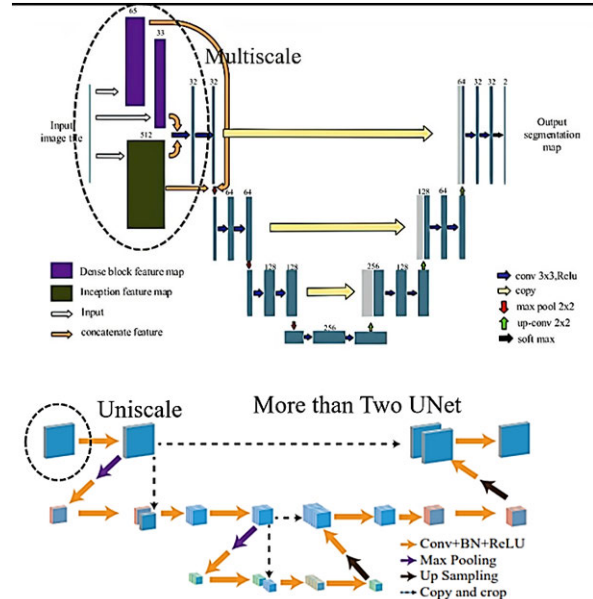 65
33
Multiscale
32 32
64 32 32 2
Input
image tile
Output
segmentation
map
512
64 64
128 64
Dense block feature map
Inception feature map
Input
concatenate feature
128 128
256 128
256
conv 3x3,Relu
copy
max pool 2x2
up-conv 2x2
soft max
Uniscale
More than Two UNet
Conv+BN+ReLU
Max Pooling
Up Sampling
Copy and crop